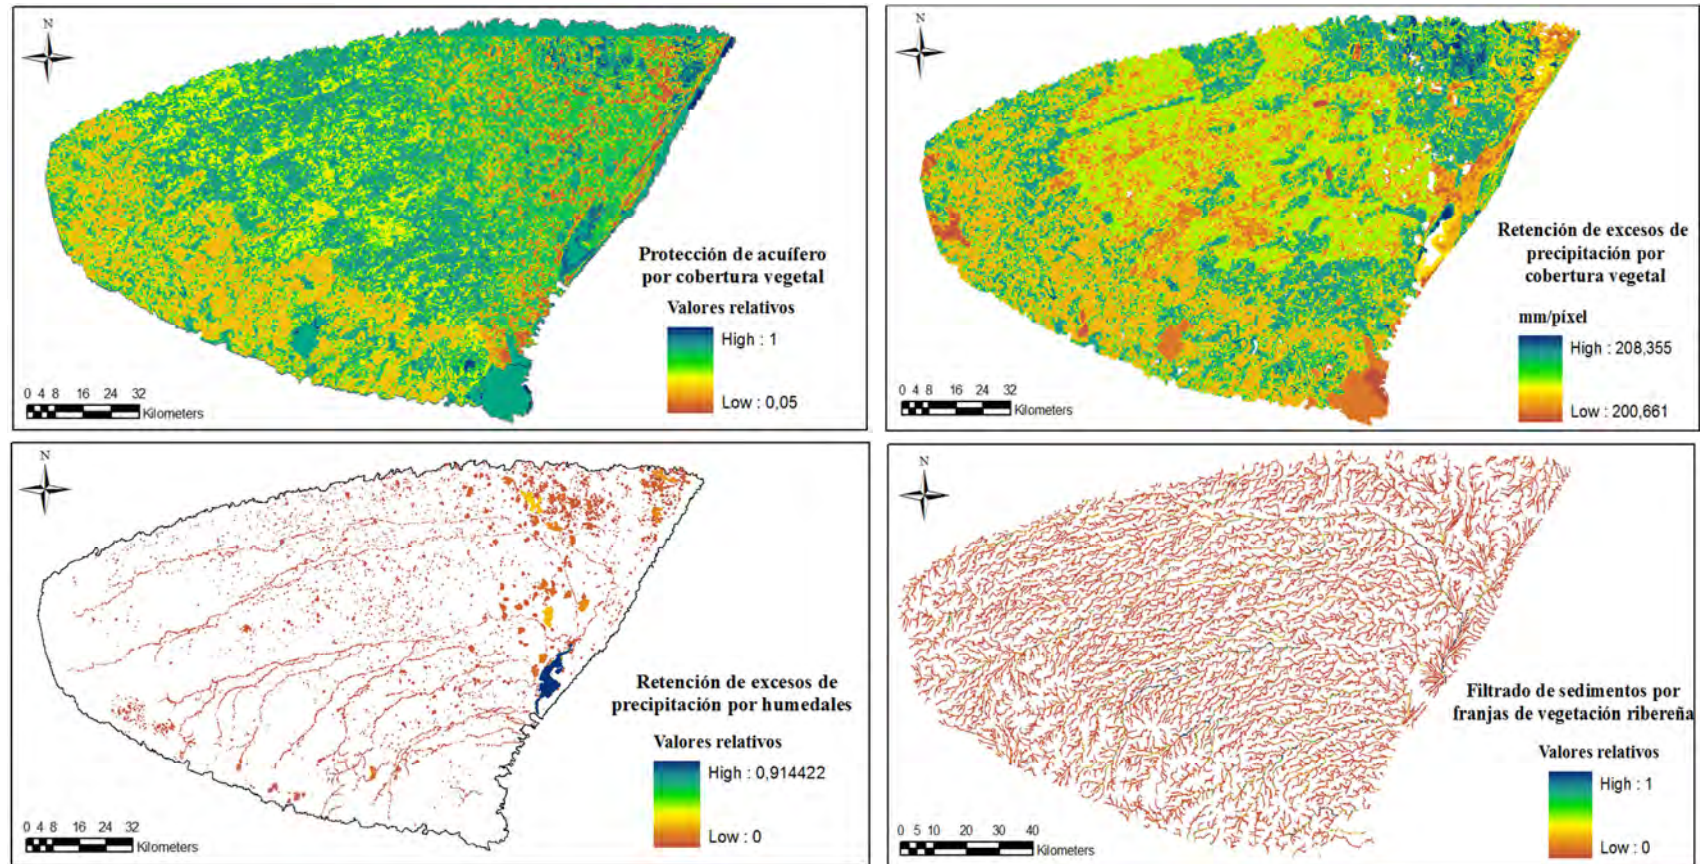 N
Protección de acuífero
por cobertura vegetal
Valores relativos
High : 1
Low : 0,05
0 4 8 16 24 32
Kilometers
N
Retención de excesos de
precipitación por
cobertura vegetal
mm/píxel
High : 208,355
Low : 200,661
0 4 8 16 24 32
Kilometers
N
Retención de excesos de
precipitación por humedales
Valores relativos
High : 0,914422
Low : 0
0 4 8 16 24 32
Kilometers
N
Filtrado de sedimentos por
franjas de vegetación ribereña
Valores relativos
High : 1
Low : 0
0 5 10 20 30 40
Kilometers